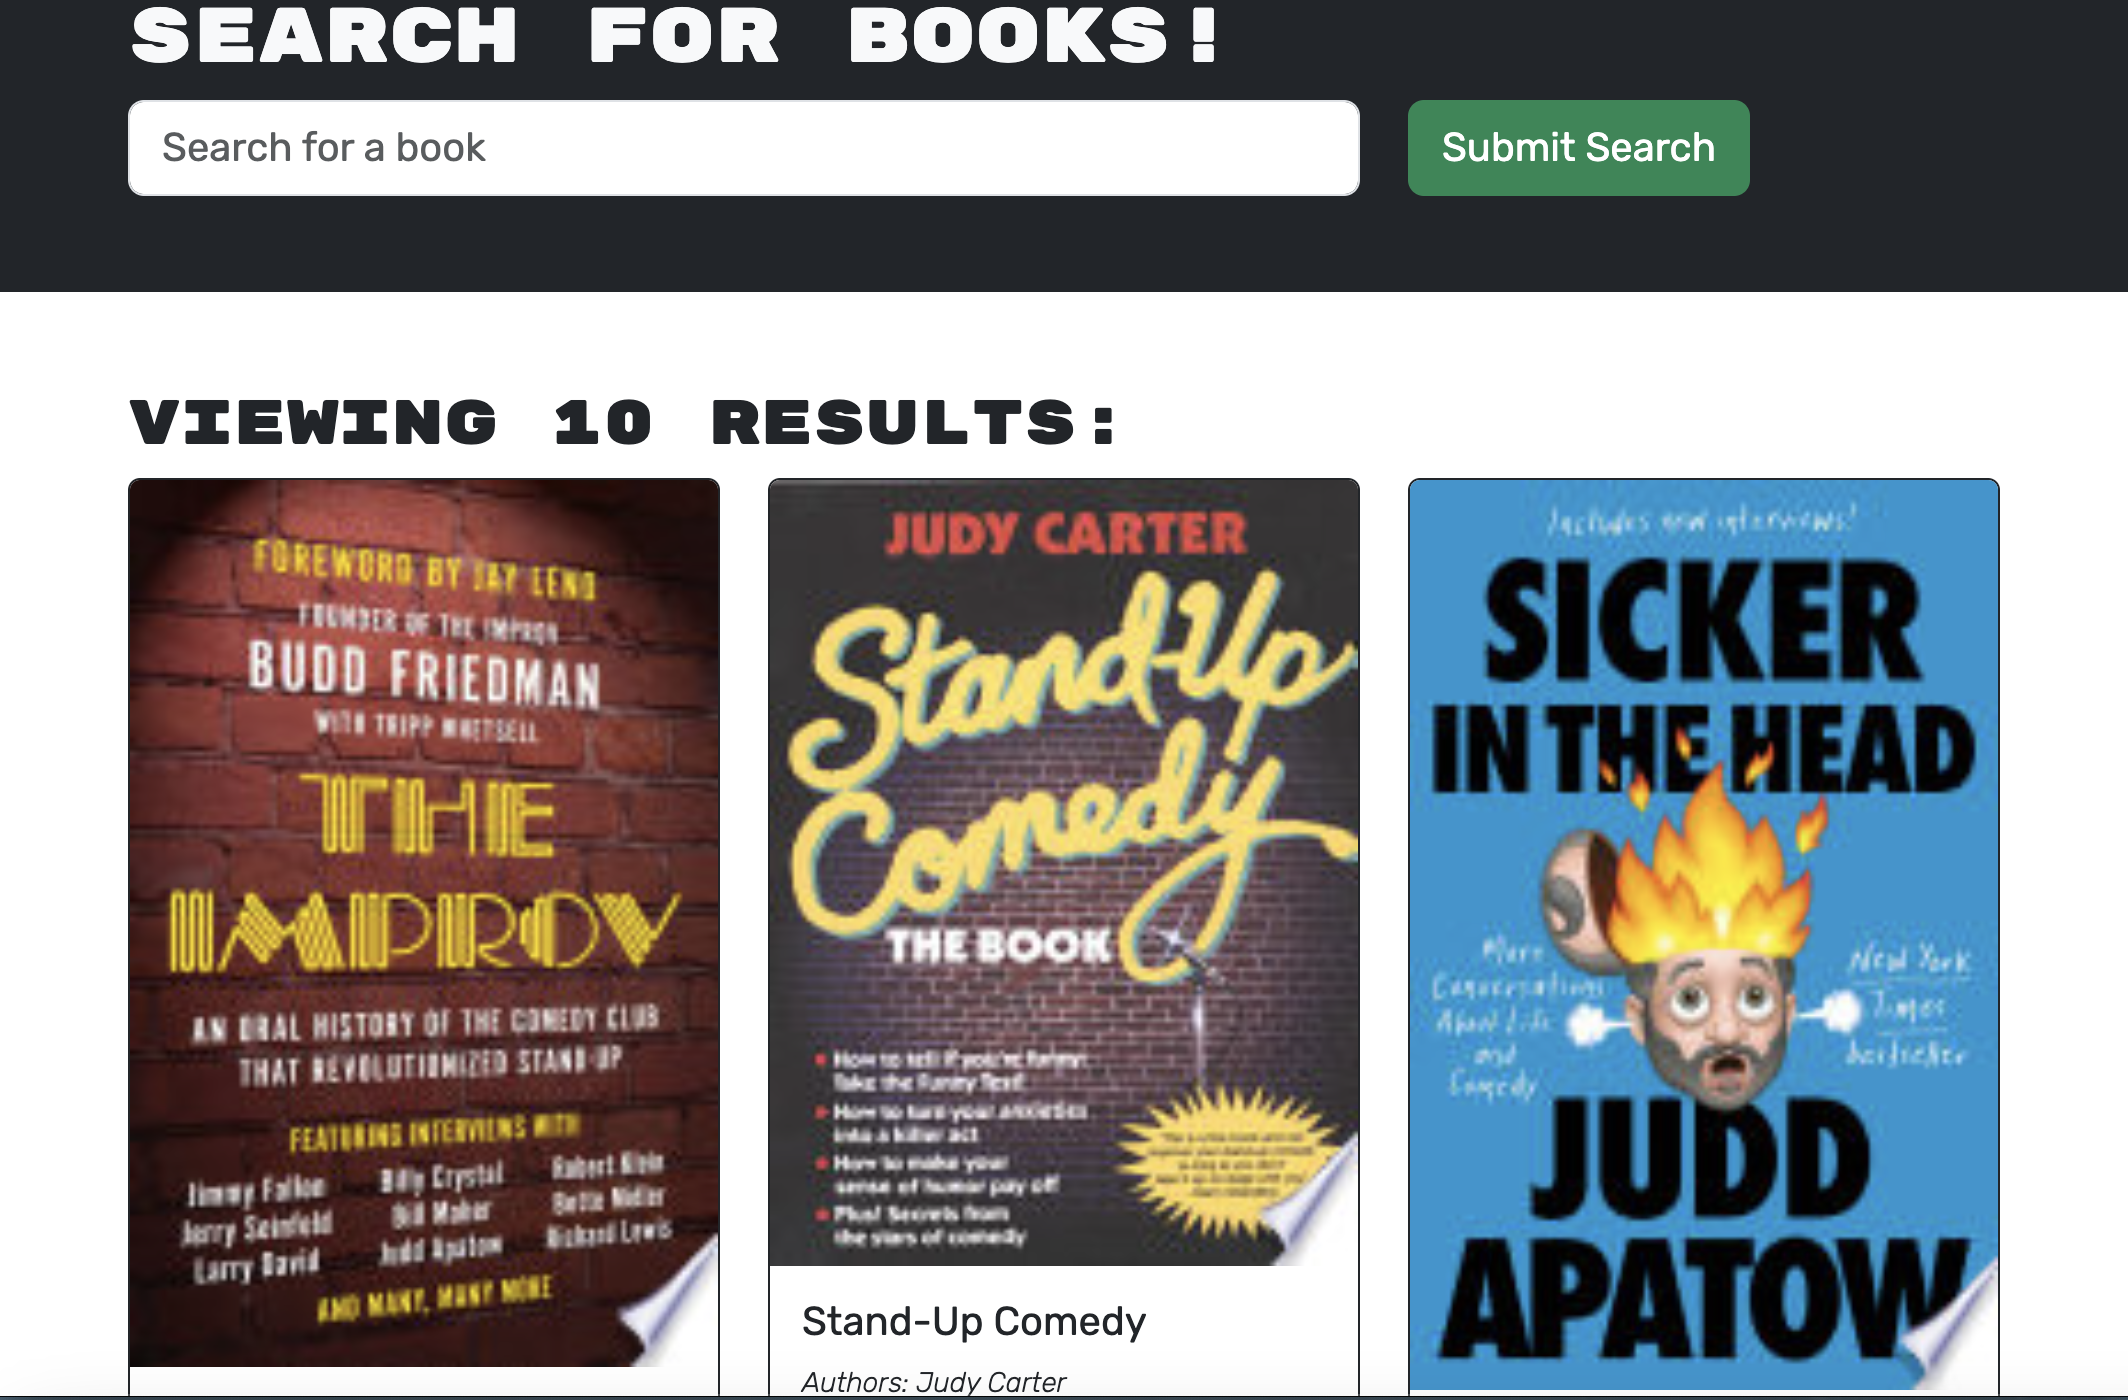 SEARCH FOR BOOKS!
Search for a book
Submit Search
VIEWING 10 RESULTS:
FOREWORD BY JAY LENO
FOUNDER OF THE IMPROV
BUDD FRIEDMAN
WITH TRIPP WHETSELL
THE
IMPROV
AN ORAL HISTORY OF THE COMEDY CLUB
THAT REVOLUTIONIZED STAND-UP
FEATURING INTERVIEWS WITH
Jimmy Fallon
Jerry Seinfeld
Larry David
Billy Crystal
Bill Maher
Judd Apatow
Robert Klein
Bette Midler
Richard Lewis
AND MANY, MANY MORE
JUDY CARTER
Stand-Up
Comedy
THE BOOK
How to tell if you're funny:
Take the Funny Test!
How to turn your anxieties
into a killer act
How to make your
sense of humor pay off
Plus! Secrets from
the stars of comedy
Stand-Up Comedy
Authors: Judy Carter
Includes new interviews!
SICKER
IN THE HEAD
More
Conversations
About Life
and
Comedy
New York
Times
bestseller
JUDD
APATOW